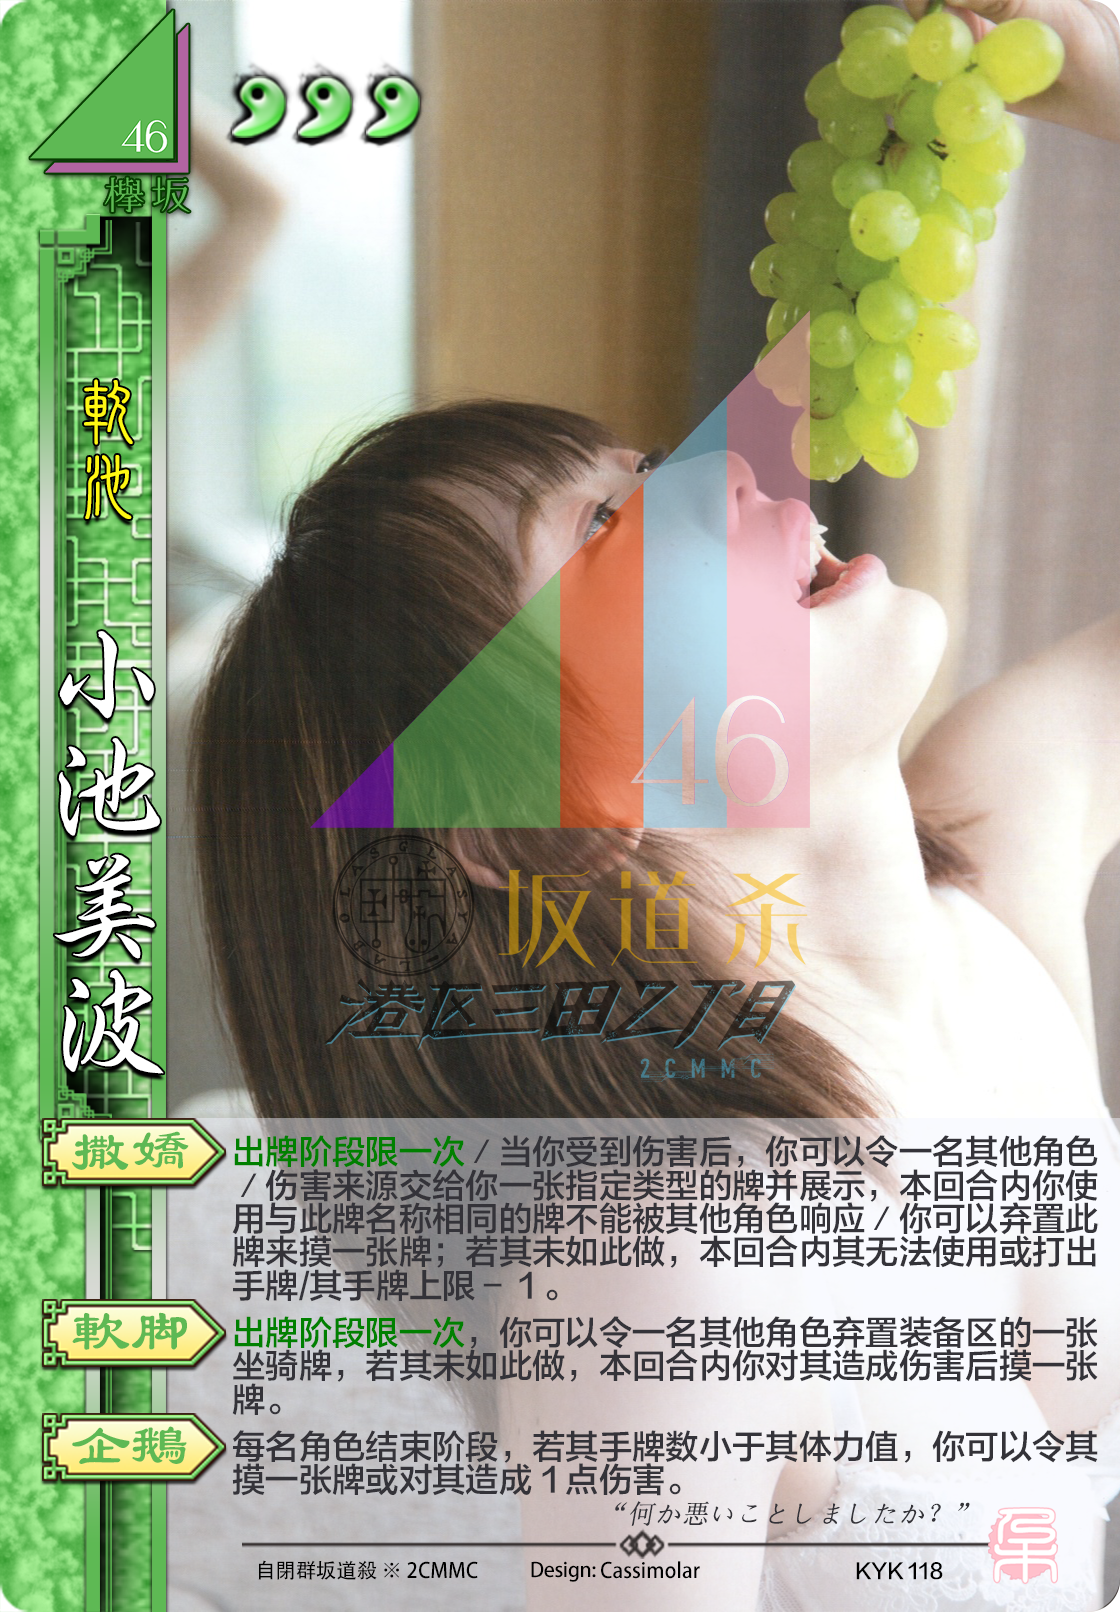 46
欅坂
軟池
小池美波
46
坂道杀
港区三田乙丁目
2CMMC
撒嬌
出牌阶段限一次／当你受到伤害后，你可以令一名其他角色
／伤害来源交给你一张指定类型的牌并展示，本回合内你使
用与此牌名称相同的牌不能被其他角色响应／你可以弃置此
牌来摸一张牌；若其未如此做，本回合内其无法使用或打出
手牌/其手牌上限－１。
軟脚
出牌阶段限一次，你可以令一名其他角色弃置装备区的一张
坐骑牌，若其未如此做，本回合内你对其造成伤害后摸一张
牌。
企鵝
每名角色结束阶段，若其手牌数小于其体力值，你可以令其
摸一张牌或对其造成１点伤害。
“何か悪いことしましたか？”
自閉群坂道殺 ※ 2CMMC
Design: Cassimolar
KYK 118